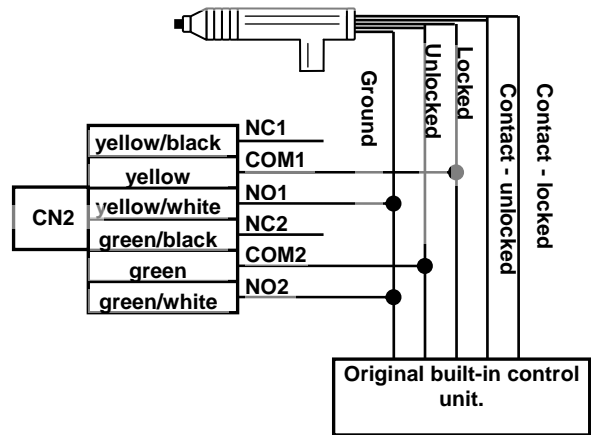 Ground
Unlocked
Locked
Contact - unlocked
Contact - locked
CN2
yellow/black
NC1
yellow
COM1
yellow/white
NO1
green/black
NC2
green
COM2
green/white
NO2
Original built-in control
unit.